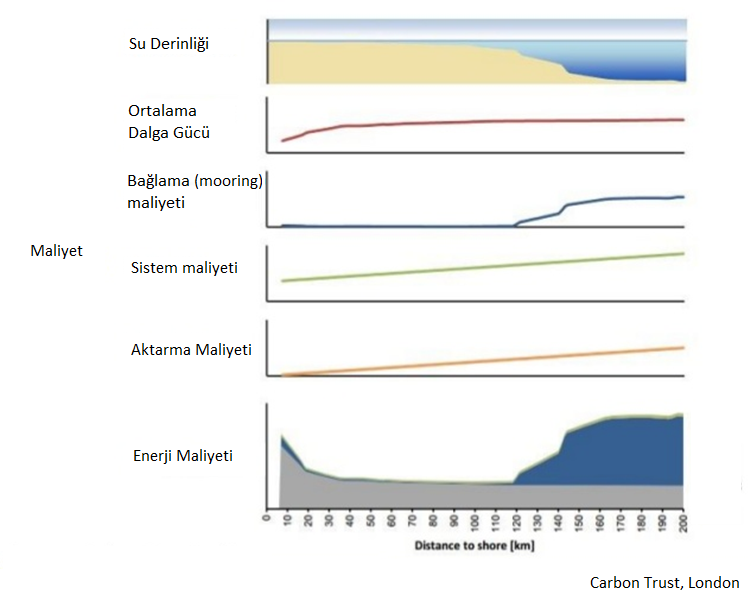 Su Derinliği
Ortalama
Dalga Gücü
Bağlama (mooring)
maliyeti
Maliyet
Sistem maliyeti
Aktarma Maliyeti
Enerji Maliyeti
0 10 20 30 40 50 60 70 80 90 100 110 120 130 140 150 160 170 180 190 200
Distance to shore [km]
Carbon Trust, London